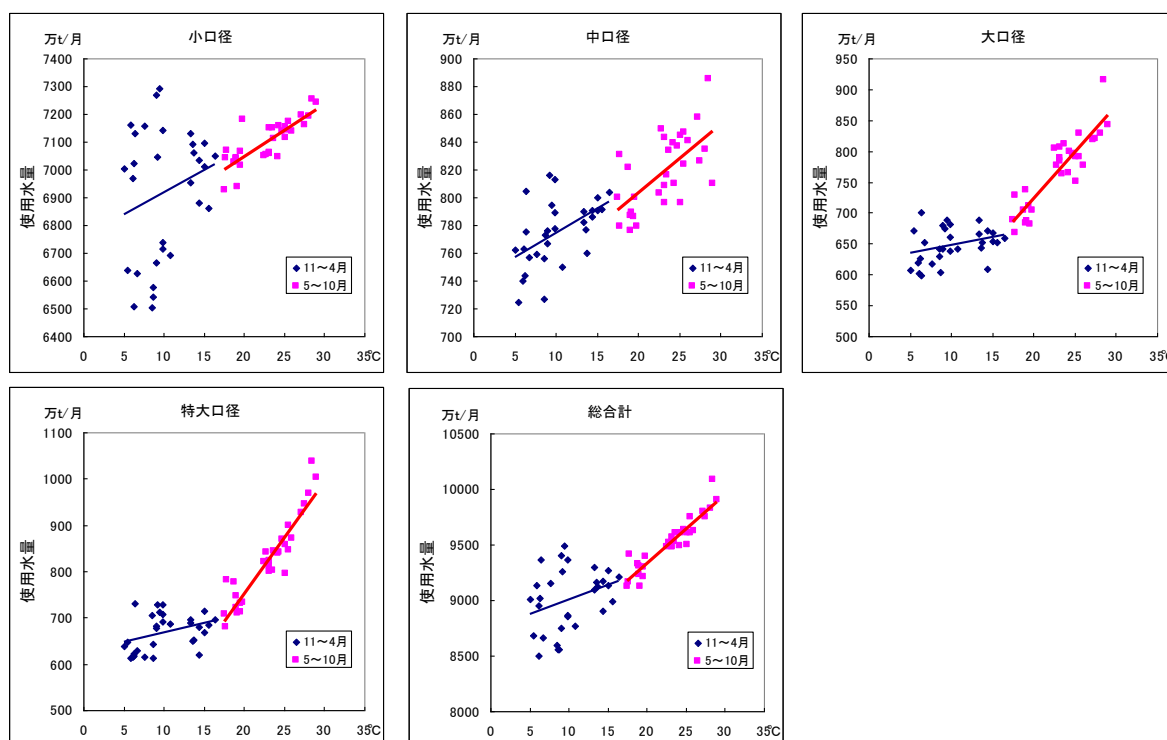 小口径
万t/月
7400
7300
7200
7100
7000
6900
6800
6700
6600
6500
6400
使用水量
11～4月
5～10月
0 5 10 15 20 25 30 35℃
中口径
万t/月
900
880
860
840
820
800
780
760
740
720
700
使用水量
11～4月
5～10月
0 5 10 15 20 25 30 35℃
大口径
万t/月
950
900
850
800
750
700
650
600
550
500
使用水量
11～4月
5～10月
0 5 10 15 20 25 30 35℃
特大口径
万t/月
1100
1000
900
800
700
600
500
使用水量
11～4月
5～10月
0 5 10 15 20 25 30 35℃
総合計
万t/月
10500
10000
9500
9000
8500
8000
使用水量
11～4月
5～10月
0 5 10 15 20 25 30 35℃